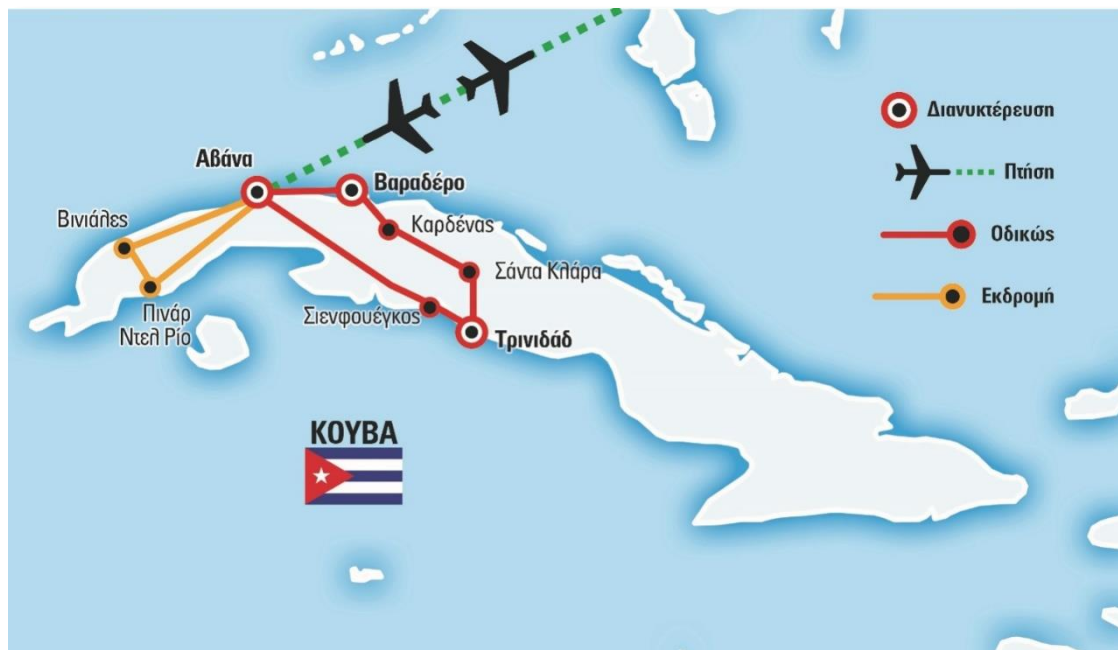 Διανυκτέρευση
Πτήση
Οδικώς
Εκδρομή
Αβάνα
Βαραδέρο
Βινιάλες
Καρδένας
Σάντα Κλάρα
Πινάρ
Ντελ Ρίο
Σιενφουέγκος
Τρινιδάδ
ΚΟΥΒΑ